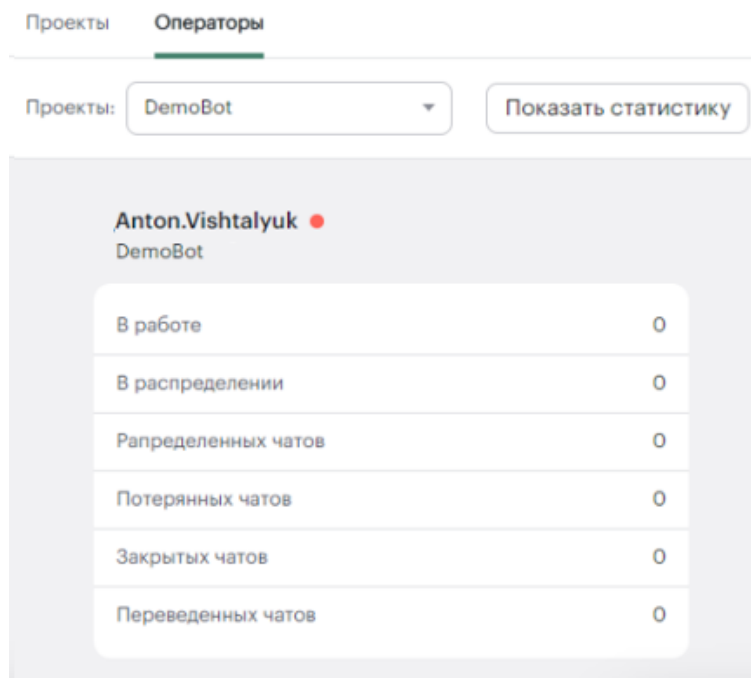 Проекты Операторы
Проекты: DemoBot Показать статистику
Anton.Vishtalyuk
DemoBot
В работе 0
В распределении 0
Рапределенных чатов 0
Потерянных чатов 0
Закрытых чатов 0
Переведенных чатов 0